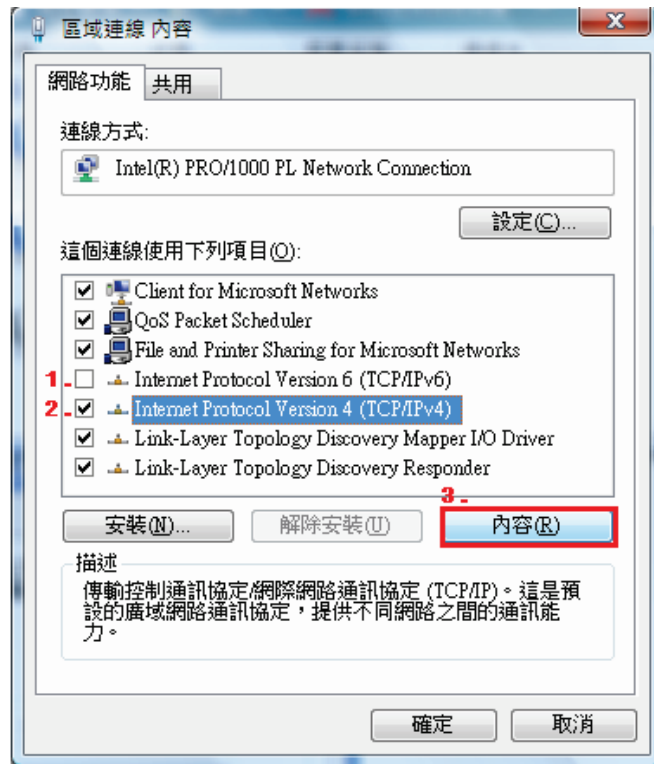 區域連線 內容
網路功能 共用
連線方式:
Intel(R) PRO/1000 PL Network Connection
設定(C)...
這個連線使用下列項目(O):
Client for Microsoft Networks
QoS Packet Scheduler
File and Printer Sharing for Microsoft Networks
1. Internet Protocol Version 6 (TCP/IPv6)
2. Internet Protocol Version 4 (TCP/IPv4)
Link-Layer Topology Discovery Mapper I/O Driver
Link-Layer Topology Discovery Responder
3.
安裝(N)... 解除安裝(U) 內容(R)
描述
傳輸控制通訊協定/網際網路通訊協定 (TCP/IP)。這是預
設的廣域網路通訊協定，提供不同網路之間的通訊能
力。
確定 取消